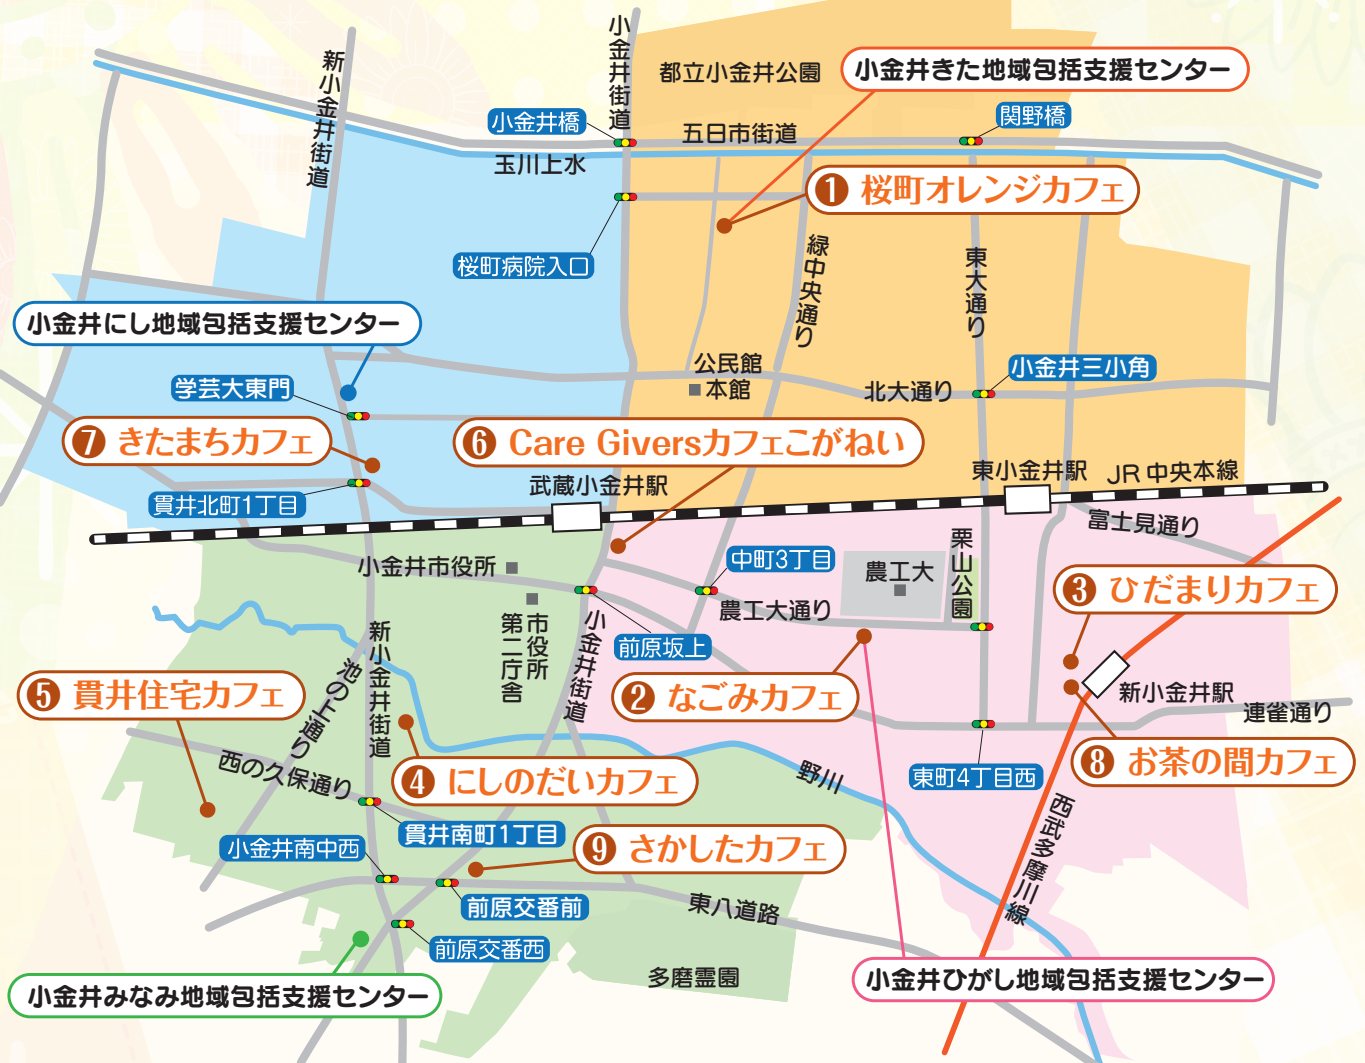 小金井街道
新小金井街道
都立小金井公園
小金井きた地域包括支援センター
小金井橋
五日市街道
関野橋
玉川上水
❶ 桜町オレンジカフェ
桜町病院入口
緑中央通り
東大通り
小金井にし地域包括支援センター
公民館
本館
小金井三小角
学芸大東門
北大通り
❼ きたまちカフェ
❻ Care Giversカフェこがねい
武蔵小金井駅
東小金井駅
JR 中央本線
貫井北町1丁目
富士見通り
栗山公園
小金井市役所
中町3丁目
農工大
❸ ひだまりカフェ
農工大通り
市役所
第二庁舎
小金井街道
新小金井街道
前原坂上
池の上通り
❺ 貫井住宅カフェ
❷ なごみカフェ
新小金井駅
連雀通り
西の久保通り
❹ にしのだいカフェ
野川
東町4丁目西
❽ お茶の間カフェ
貫井南町1丁目
小金井南中西
❾ さかしたカフェ
西武多摩川線
前原交番前
東八道路
前原交番西
多磨霊園
小金井みなみ地域包括支援センター
小金井ひがし地域包括支援センター